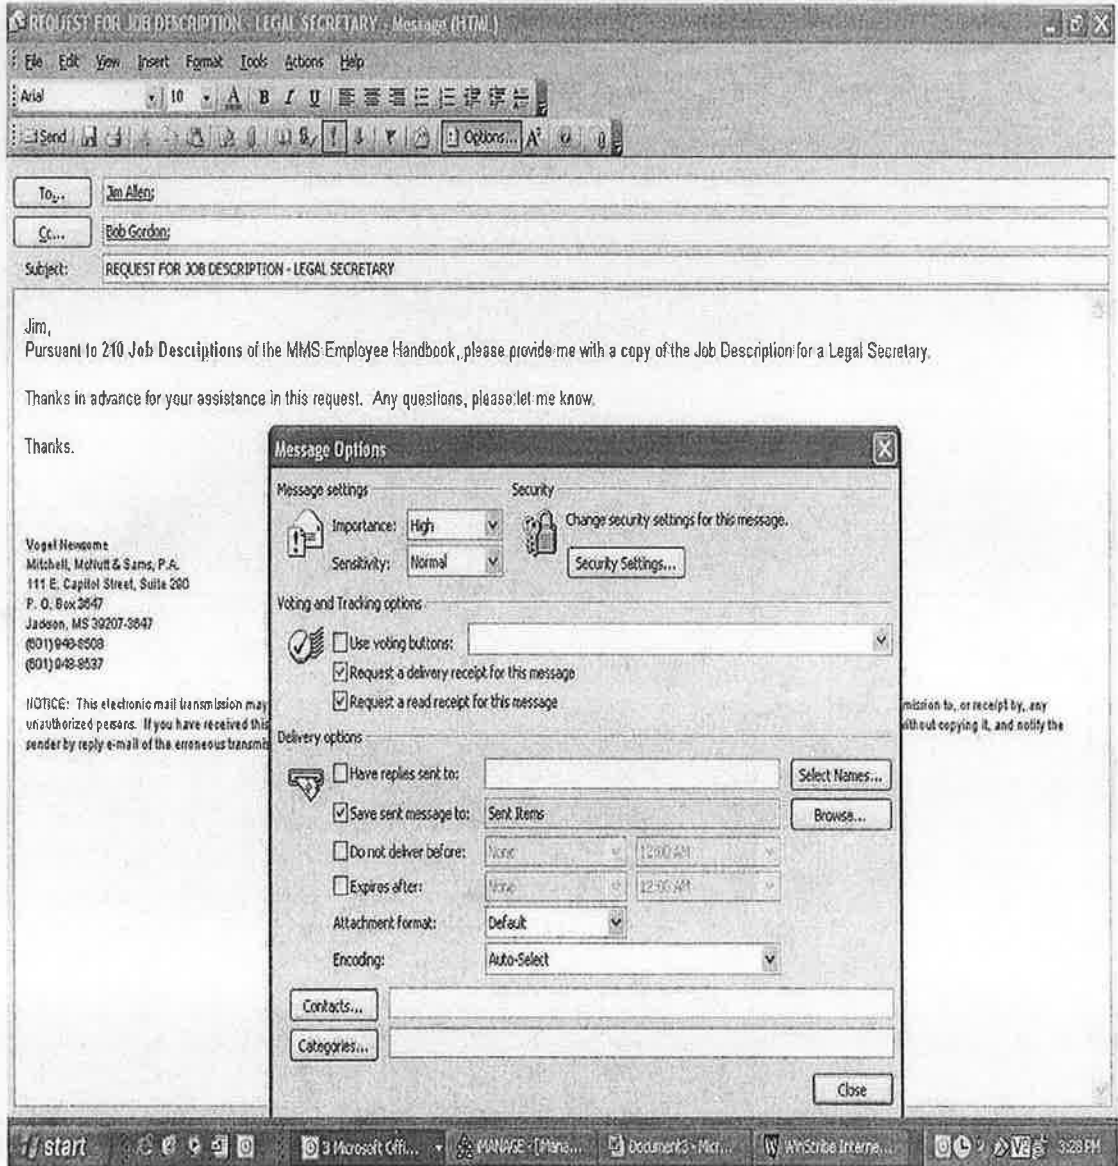 REQUEST FOR JOB DESCRIPTION - LEGAL SECRETARY - Message (HTML)
File Edit View Insert Format Tools Actions Help
Arial 10 A B I U
Send Options...
To... Jim Allen;
Cc... Bob Gordon;
Subject: REQUEST FOR JOB DESCRIPTION - LEGAL SECRETARY
Jim,
Pursuant to 210 Job Descriptions of the MMS Employee Handbook, please provide me with a copy of the Job Description for a Legal Secretary.
Thanks in advance for your assistance in this request. Any questions, please let me know.
Thanks.
Vogel Newsome
Mitchell, McNutt & Sams, P.A.
111 E. Capitol Street, Suite 290
P. O. Box 3647
Jackson, MS 39207-3647
(601) 948-8508
(601) 948-8537
NOTICE: This electronic mail transmission may
mission to, or receipt by, any
unauthorized persons. If you have received this
without copying it, and notify the
sender by reply e-mail of the erroneous transmis
Message Options
Message settings Security
Importance: High Change security settings for this message.
Sensitivity: Normal Security Settings...
Voting and Tracking options
Use voting buttons:
Request a delivery receipt for this message
Request a read receipt for this message
Delivery options
Have replies sent to: Select Names...
Save sent message to: Sent Items Browse...
Do not deliver before: None 12:00 AM
Expires after: None 12:00 AM
Attachment format: Default
Encoding: Auto-Select
Contacts...
Categories...
Close
start 3 Microsoft Offi... iMANAGE - [Mana... Document3 - Micr... WinScribe Interne... 3:28 PM